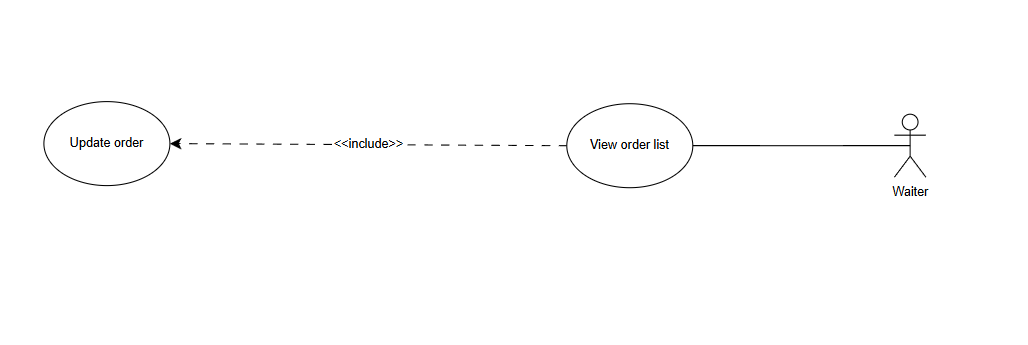 Update order
<<include>>
View order list
Waiter